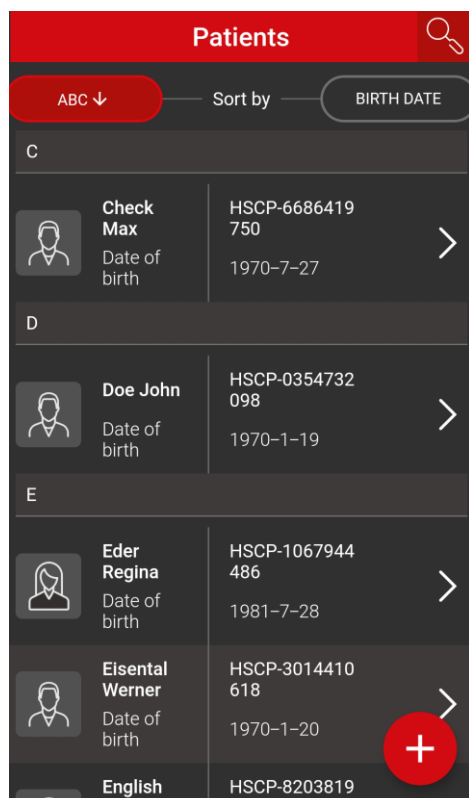 Patients
ABC ↓ Sort by BIRTH DATE
C
Check
Max
HSCP-6686419
750
Date of
birth
1970–7–27
D
Doe John
HSCP-0354732
098
Date of
birth
1970–1–19
E
Eder
Regina
HSCP-1067944
486
Date of
birth
1981–7–28
Eisental
Werner
HSCP-3014410
618
Date of
birth
1970–1–20
+
English
HSCP-8203819